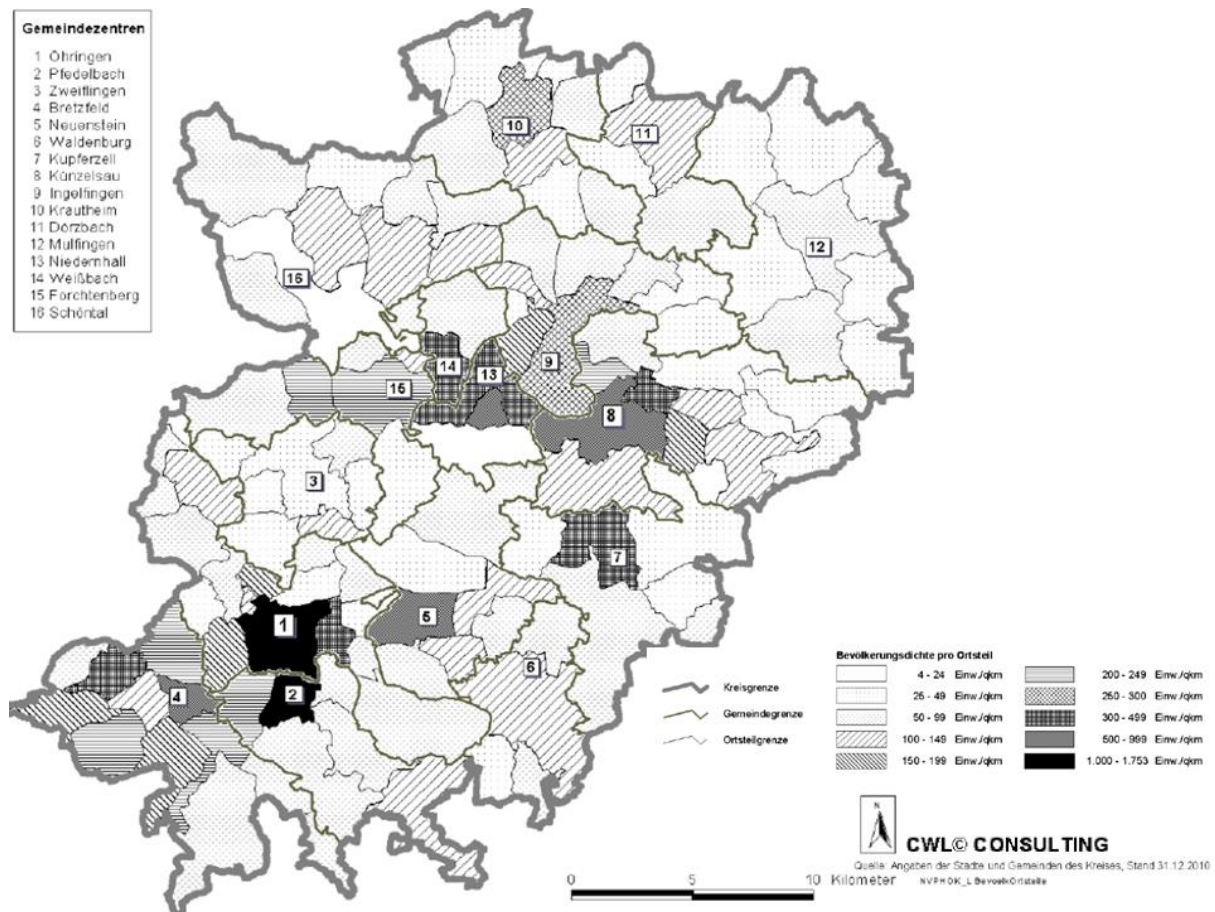 Gemeindezentren
1 Öhringen
2 Pfedelbach
3 Zweiflingen
4 Bretzfeld
5 Neuenstein
6 Waldenburg
7 Kupferzell
8 Künzelsau
9 Ingelfingen
10 Krautheim
11 Dörzbach
12 Mulfingen
13 Niedernhall
14 Weißbach
15 Forchtenberg
16 Schöntal
10
11
12
16
9
14
13
15
8
3
7
1
5
6
2
4
Kreisgrenze
Gemeindegrenze
Ortsteilgrenze
Bevölkerungsdichte pro Ortsteil
4 - 24 Einw./qkm
25 - 49 Einw./qkm
50 - 99 Einw./qkm
100 - 149 Einw./qkm
150 - 199 Einw./qkm
200 - 249 Einw./qkm
250 - 300 Einw./qkm
300 - 499 Einw./qkm
500 - 999 Einw./qkm
1.000 - 1.753 Einw./qkm
N
CWL© CONSULTING
Quelle: Angaben der Städte und Gemeinden des Kreises, Stand 31.12.2010
0 5 10 Kilometer
NVPHOK_L BevoelkOrtsteile